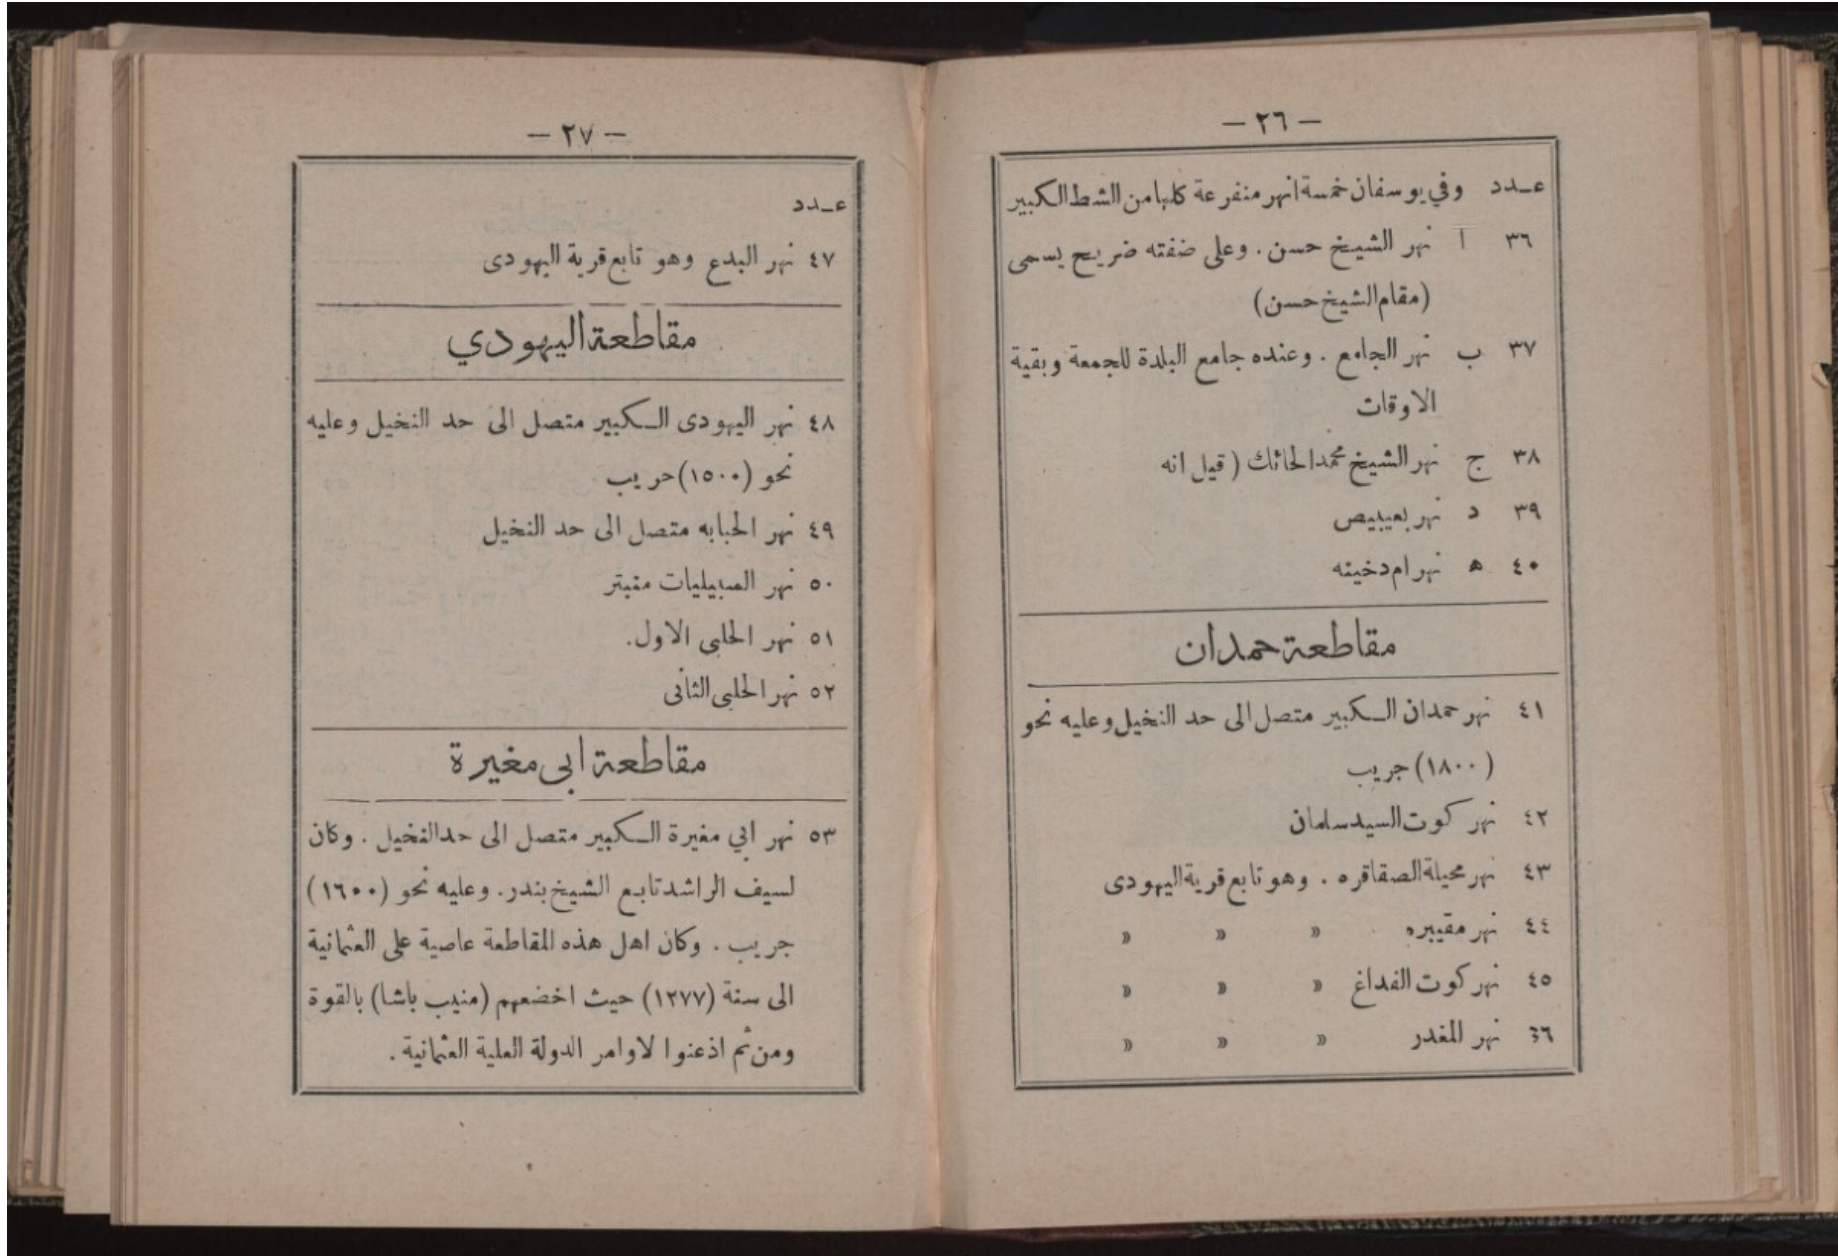 — ٢٦ —
عـدد وفي يوسفان خمسة انهر متفرعة كلها من الشط الكبير
٣٦ آ نهر الشيخ حسن . وعلى ضفته ضريح يسمى
(مقام الشيخ حسن)
٣٧ ب نهر الجامع . وعنده جامع البلدة للجمعة وبقية
الاوقات
٣٨ ج نهر الشيخ محمد الحائك ( قيل انه
٣٩ د نهر بعيبيص
٤٠ ه نهر ام دخينه
مقاطعة حمدان
٤١ نهر حمدان الـكبير متصل الى حد النخيل وعليه نحو
(١٨٠٠) جريب
٤٢ نهر كوت السيد سلمان
٤٣ نهر محيلة الصقاقره . وهو تابع قرية اليهودى
٤٤ نهر مقيبره » » »
٤٥ نهر كوت الفداغ » » »
٣٦ نهر المغدر » » »
— ٢٧ —
عـدد
٤٧ نهر البدع وهو تابع قرية اليهودى
مقاطعة اليهودي
٤٨ نهر اليهودى الـكبير متصل الى حد النخيل وعليه
نحو (١٥٠٠) حريب
٤٩ نهر الحبابه متصل الى حد النخيل
٥٠ نهر السبيليات منبتر
٥١ نهر الحلبى الاول.
٥٢ نهر الحلبى الثانى
مقاطعة ابى مغيرة
٥٣ نهر ابي مغيرة الـكبير متصل الى حد النخيل . وكان
لسيف الراشد تابع الشيخ بندر. وعليه نحو (١٦٠٠)
جريب . وكان اهل هذه المقاطعة عاصية على العثمانية
الى سنة (١٢٧٧) حيث اخضعهم (منيب باشا) بالقوة
ومن ثم اذعنوا لاوامر الدولة العلية العثمانية .